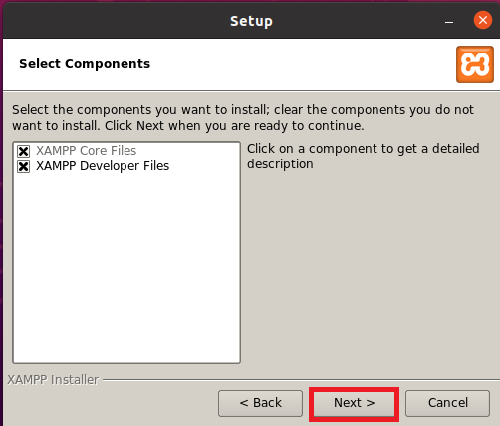 Setup
Select Components
Select the components you want to install; clear the components you do not
want to install. Click Next when you are ready to continue.
XAMPP Core Files
XAMPP Developer Files
Click on a component to get a detailed
description
XAMPP Installer
< Back
Next >
Cancel